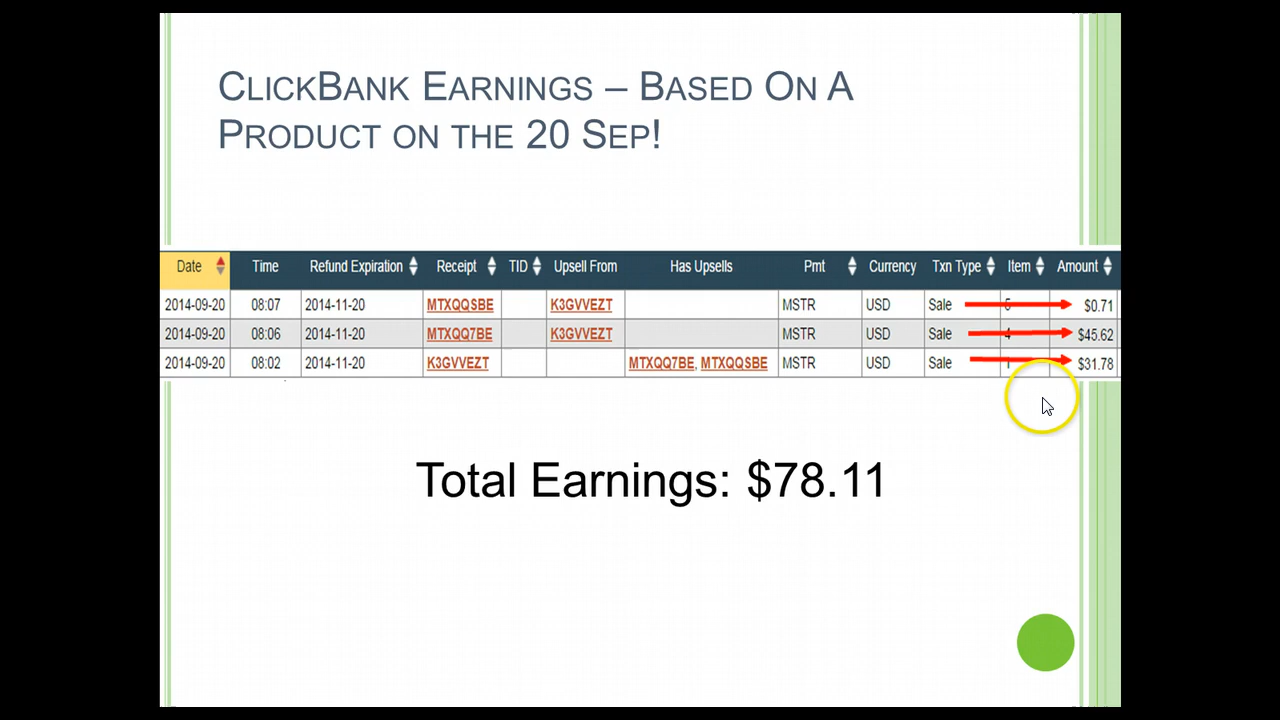 CLICKBANK EARNINGS – BASED ON A
PRODUCT ON THE 20 SEP!
Date Time Refund Expiration Receipt TID Upsell From Has Upsells Pmt Currency Txn Type Item Amount
2014-09-20 08:07 2014-11-20 MTXQQSBE K3GVVEZT MSTR USD Sale 5 $0.71
2014-09-20 08:06 2014-11-20 MTXQQ7BE K3GVVEZT MSTR USD Sale 4 $45.62
2014-09-20 08:02 2014-11-20 K3GVVEZT MTXQQ7BE, MTXQQSBE MSTR USD Sale 1 $31.78
Total Earnings: $78.11